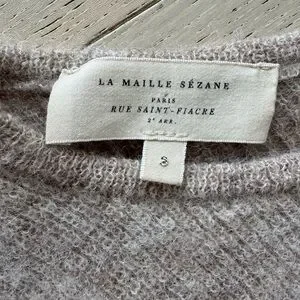 LA MAILLE SÉZANE
PARIS
RUE SAINT-FIACRE
2ᵉ ARR.
S